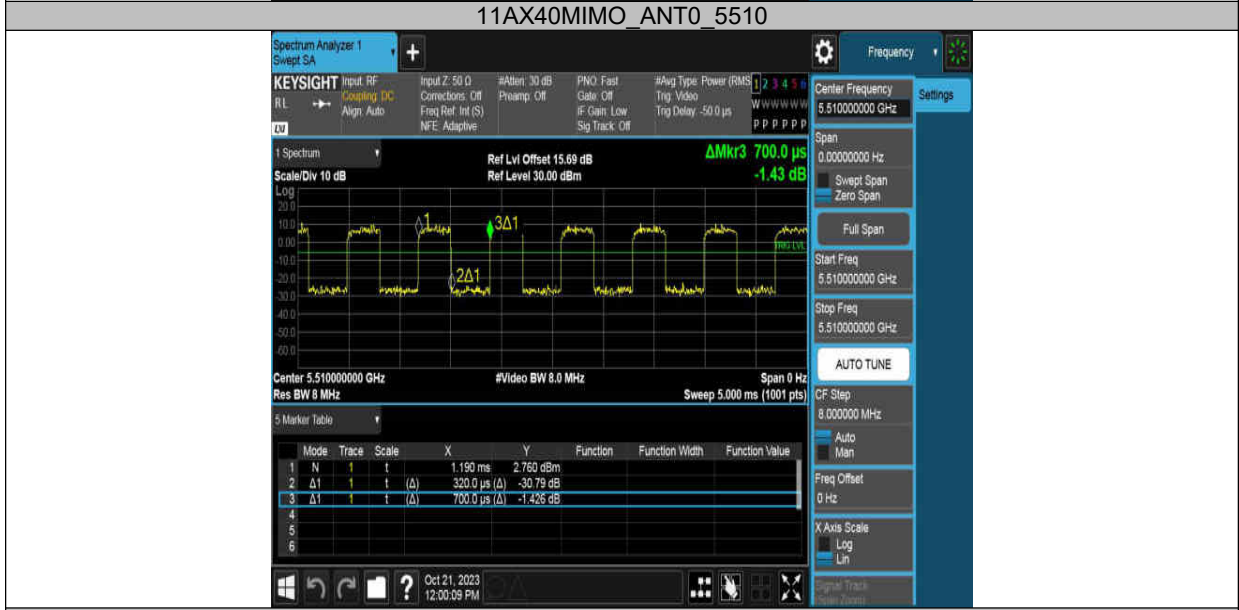 11AX40MIMO_ANT0_5510
Spectrum Analyzer 1
Swept SA
Frequency
KEYSIGHT
RL
Input: RF
Coupling: DC
Align: Auto
Input Z: 50 Ω
Corrections: Off
Freq Ref: Int (S)
NFE: Adaptive
#Atten: 30 dB
Preamp: Off
PNO: Fast
Gate: Off
IF Gain: Low
Sig Track: Off
#Avg Type: Power (RMS
Trig: Video
Trig Delay: -50.0 µs
1 2 3 4 5 6
W W W W W W
P P P P P P
Center Frequency
5.510000000 GHz
Settings
Span
0.00000000 Hz
Swept Span
Zero Span
Full Span
Start Freq
5.510000000 GHz
Stop Freq
5.510000000 GHz
AUTO TUNE
CF Step
8.000000 MHz
Auto
Man
Freq Offset
0 Hz
X Axis Scale
Log
Lin
Signal Track
1 Spectrum
Scale/Div 10 dB
Ref Lvl Offset 15.69 dB
Ref Level 30.00 dBm
ΔMkr3 700.0 µs
-1.43 dB
Log
20.0
10.0
0.00
-10.0
-20.0
-30.0
-40.0
-50.0
-60.0
1
3Δ1
2Δ1
TRIG LVL
Center 5.510000000 GHz
#Video BW 8.0 MHz
Span 0 Hz
Res BW 8 MHz
Sweep 5.000 ms (1001 pts)
5 Marker Table
Mode Trace Scale X Y Function Function Width Function Value
1 N 1 t 1.190 ms 2.760 dBm
2 Δ1 1 t (Δ) 320.0 µs (Δ) -30.79 dB
3 Δ1 1 t (Δ) 700.0 µs (Δ) -1.426 dB
4
5
6
?
Oct 21, 2023
12:00:09 PM